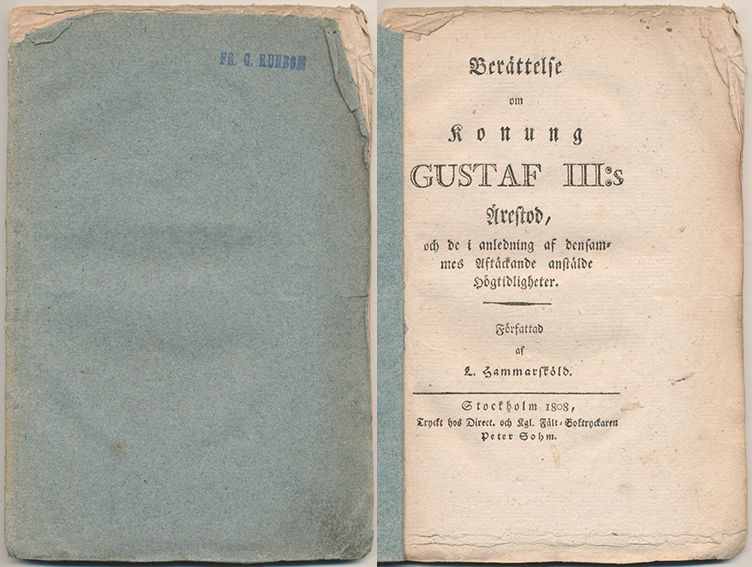 FR. G. RUNBOM
Berättelse
om
Konung
GUSTAF III:s
Ärestod,
och de i anledning af densam-
mes Aftäckande anstälde
Högtidligheter.
Författad
af
L. Hammarsköld.
Stockholm 1808,
Tryckt hos Direct. och Kgl. Fält-Boktryckaren
Peter Sohm.